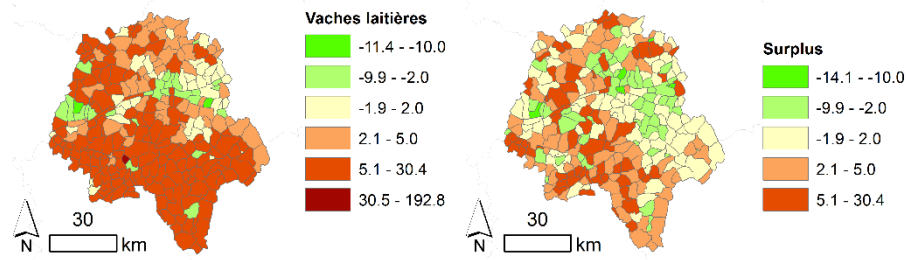 Vaches laitières
-11.4 - -10.0
-9.9 - -2.0
-1.9 - 2.0
2.1 - 5.0
5.1 - 30.4
30.5 - 192.8
30
N
km
Surplus
-14.1 - -10.0
-9.9 - -2.0
-1.9 - 2.0
2.1 - 5.0
5.1 - 30.4
30
N
km